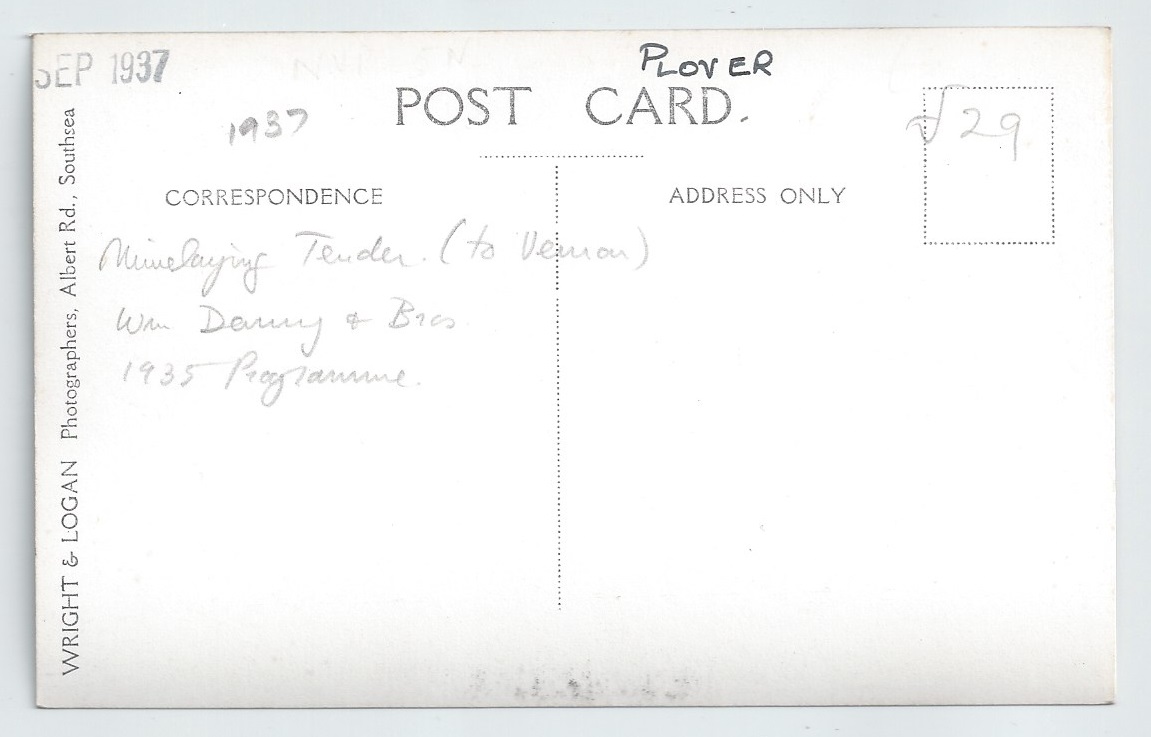 SEP 1937
PLOVER
1937
POST CARD.
29
CORRESPONDENCE
ADDRESS ONLY
Minelaying Tender. (to Vernon)
Wm Denny & Bros
1935 Programme.
WRIGHT & LOGAN Photographers, Albert Rd., Southsea